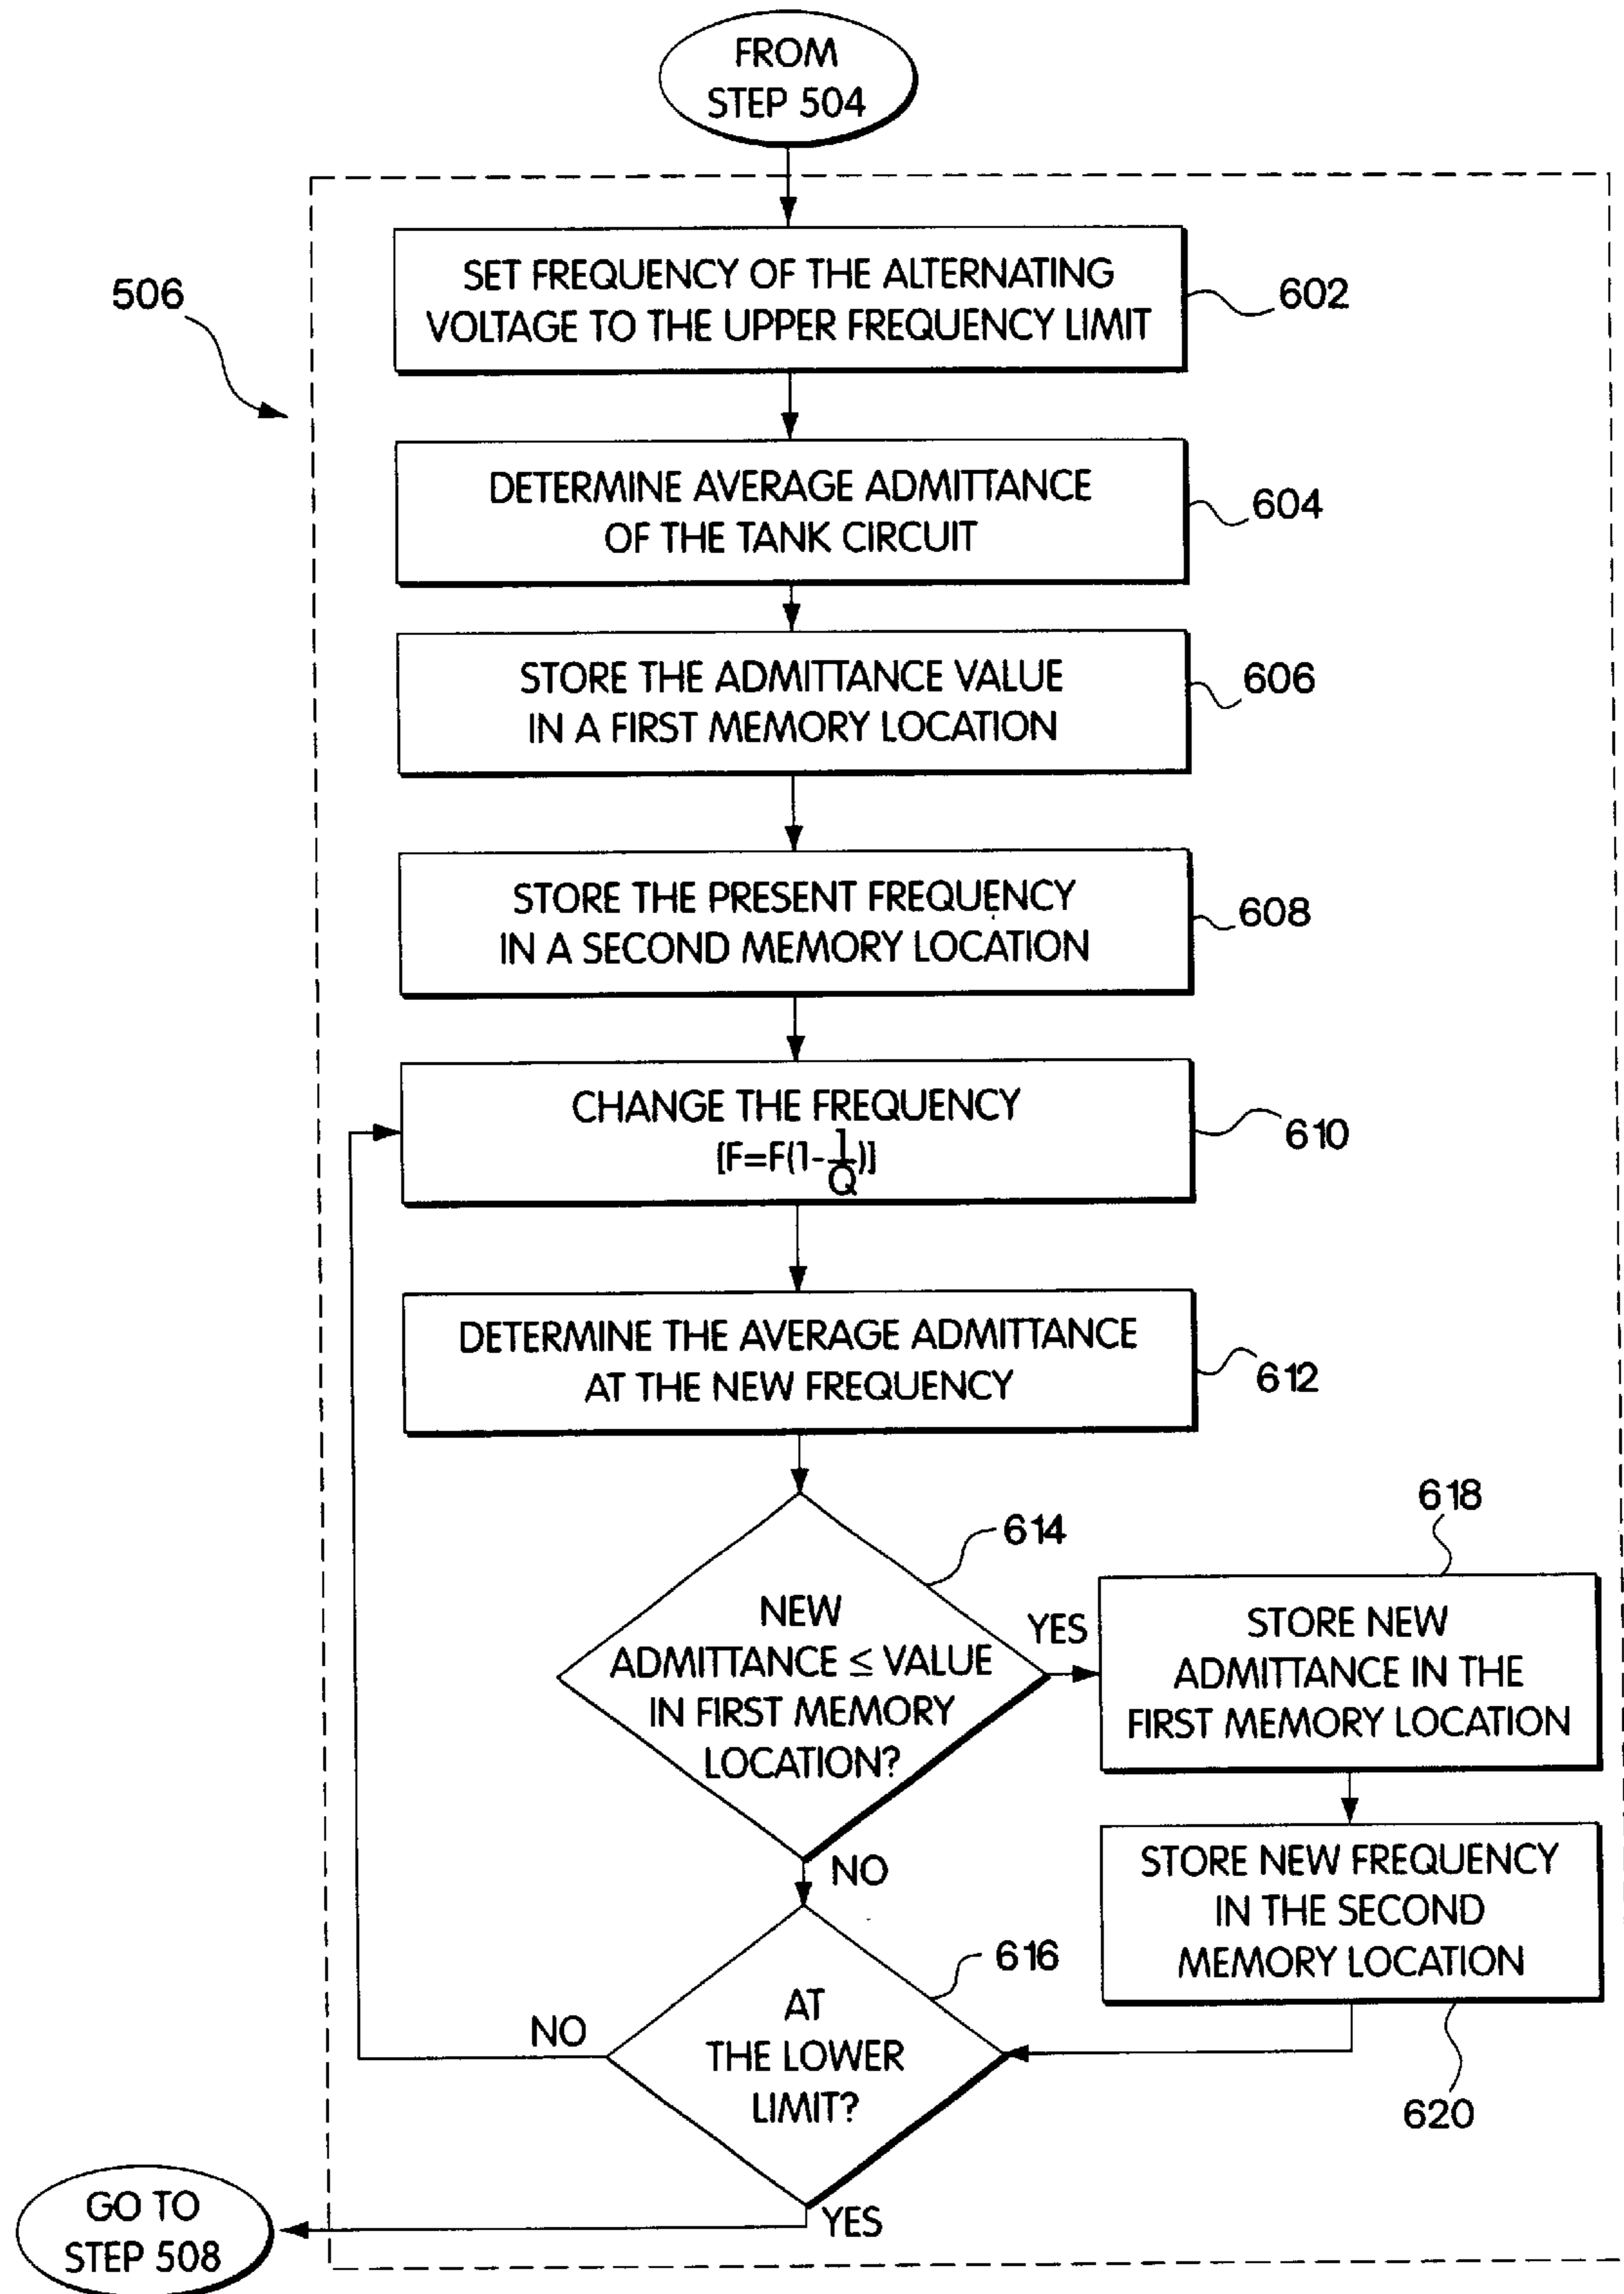 FROM
STEP 504
506
SET FREQUENCY OF THE ALTERNATING
VOLTAGE TO THE UPPER FREQUENCY LIMIT
602
DETERMINE AVERAGE ADMITTANCE
OF THE TANK CIRCUIT
604
STORE THE ADMITTANCE VALUE
IN A FIRST MEMORY LOCATION
606
STORE THE PRESENT FREQUENCY
IN A SECOND MEMORY LOCATION
608
CHANGE THE FREQUENCY
[F=F(1-1/Q)]
610
DETERMINE THE AVERAGE ADMITTANCE
AT THE NEW FREQUENCY
612
614
NEW
ADMITTANCE ≤ VALUE
IN FIRST MEMORY
LOCATION?
YES
NO
618
STORE NEW
ADMITTANCE IN THE
FIRST MEMORY LOCATION
STORE NEW FREQUENCY
IN THE SECOND
MEMORY LOCATION
620
616
AT
THE LOWER
LIMIT?
NO
YES
GO TO
STEP 508